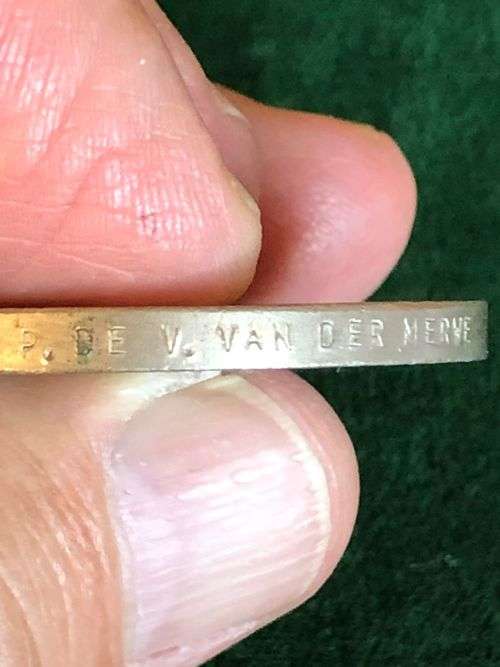 P. DE V. VAN DER MERWE